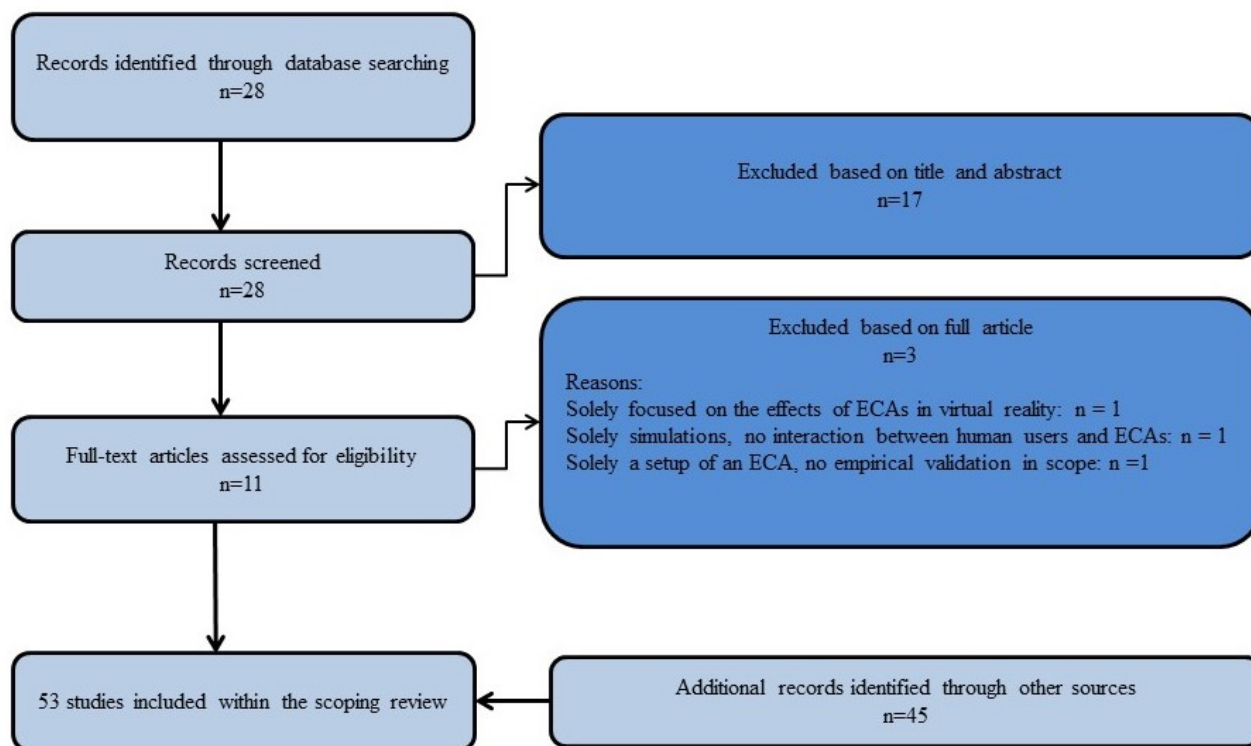 Records identified through database searching
n=28
Excluded based on title and abstract
n=17
Records screened
n=28
Excluded based on full article
n=3
Reasons:
Solely focused on the effects of ECAs in virtual reality: n = 1
Solely simulations, no interaction between human users and ECAs: n = 1
Solely a setup of an ECA, no empirical validation in scope: n =1
Full-text articles assessed for eligibility
n=11
53 studies included within the scoping review
Additional records identified through other sources
n=45